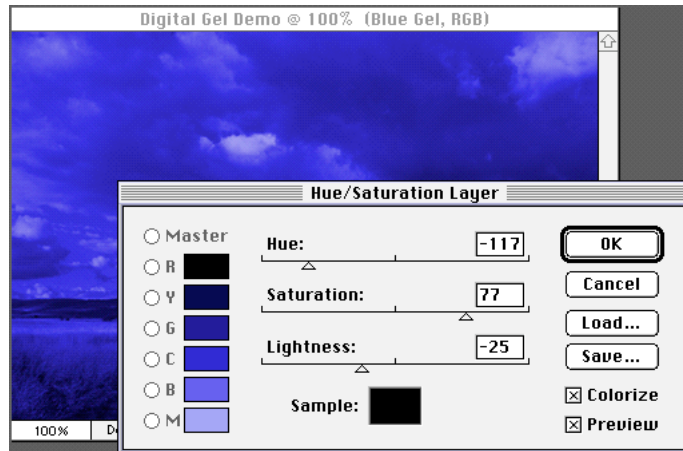 Digital Gel Demo @ 100% (Blue Gel, RGB)
Hue/Saturation Layer
Master
R
Y
G
C
B
M
Hue: -117
Saturation: 77
Lightness: -25
Sample:
OK
Cancel
Load...
Save...
Colorize
Preview
100%